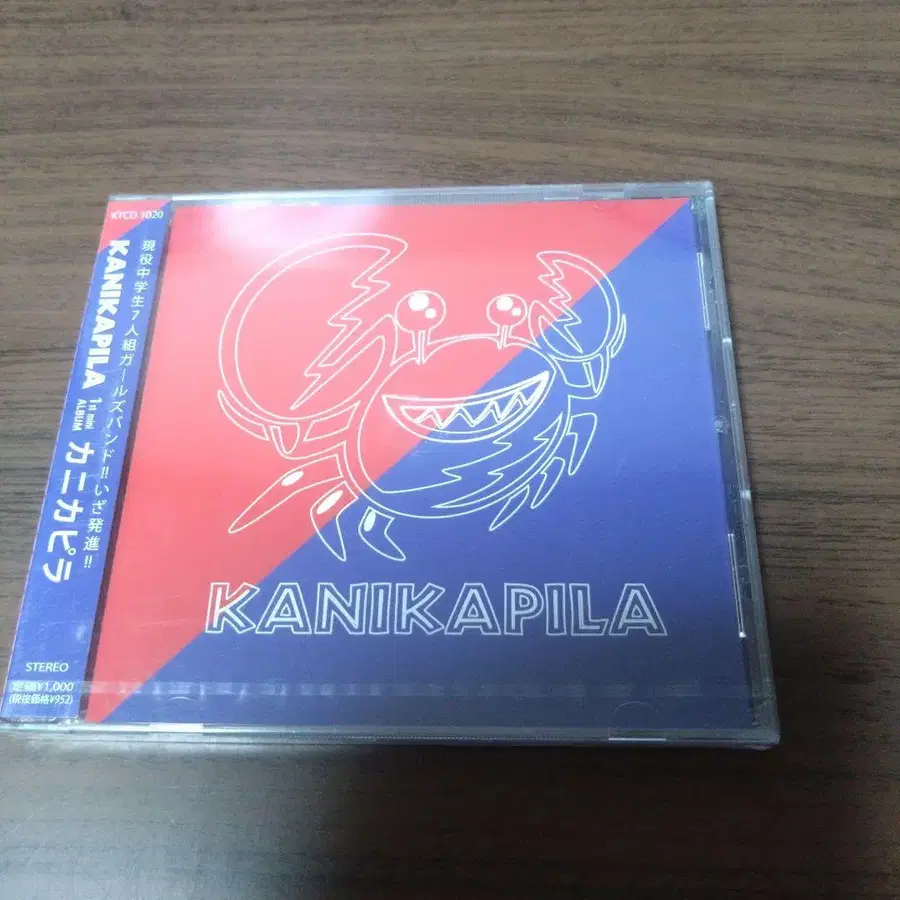 KTCD 1020
現役中学生7人組ガールズバンド!!いざ発進!!
KANIKAPILA 1st mini ALBUM カニカピラ
STEREO
定価¥1,000
(税抜価格¥952)
KANIKAPILA